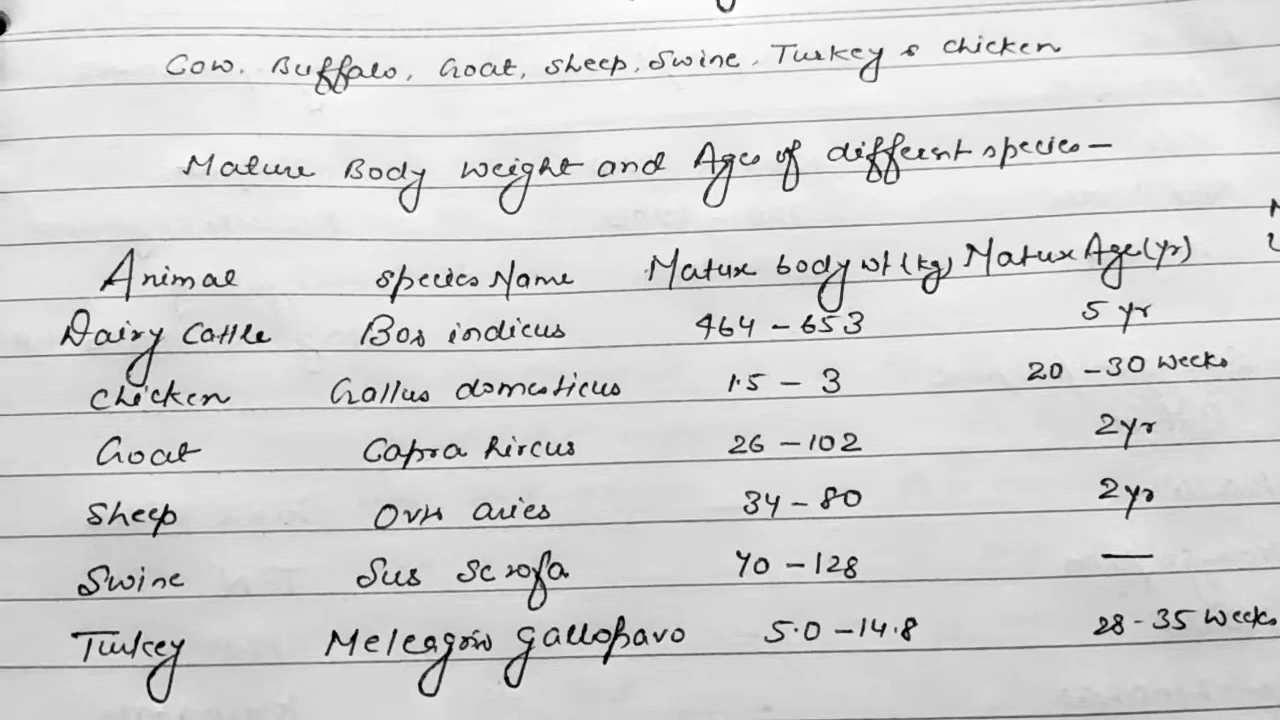 Cow, Buffalo, Goat, Sheep, Swine, Turkey & chicken
Mature Body weight and Age of different species—
Animal species Name Mature body wt (kg) Mature Age (yr)
Dairy Cattle Bos indicus 464 – 653 5 yr
chicken Gallus domesticus 1.5 – 3 20 – 30 weeks
Goat Capra hircus 26 – 102 2 yr
Sheep Ovis aries 34 – 80 2 yr
Swine Sus scrofa 70 – 128 —
Turkey Meleagris gallopavo 5.0 – 14.8 28 - 35 weeks